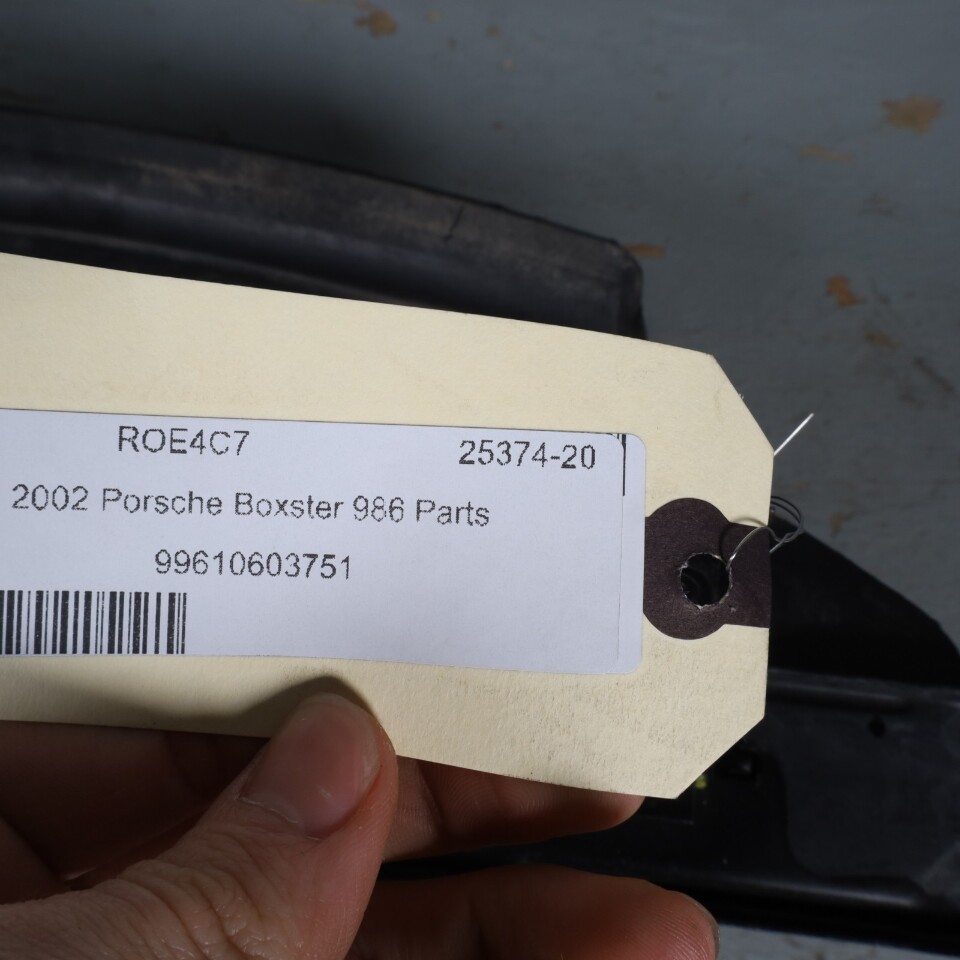 ROE4C7 25374-20
2002 Porsche Boxster 986 Parts
99610603751